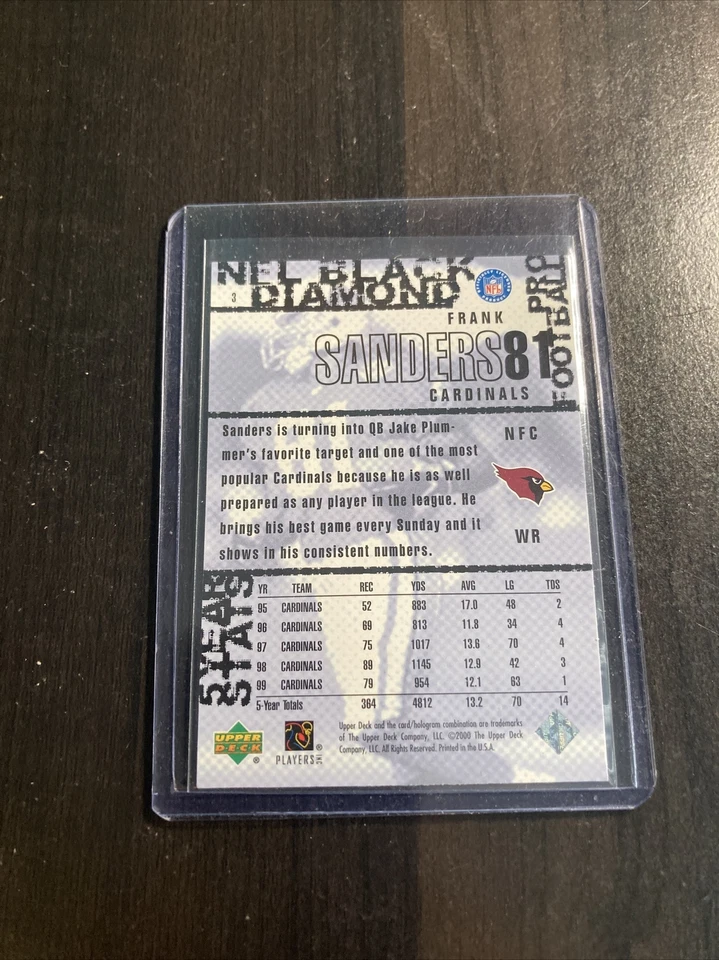 NFL BLACK
DIAMOND
PRO
FOOTBALL
NFL
3
FRANK
SANDERS 81
CARDINALS
Sanders is turning into QB Jake Plum-
mer's favorite target and one of the most
popular Cardinals because he is as well
prepared as any player in the league. He
brings his best game every Sunday and it
shows in his consistent numbers.
NFC
WR
5 YEAR
STATS
YR TEAM REC YDS AVG LG TDS
95 CARDINALS 52 883 17.0 48 2
96 CARDINALS 69 813 11.8 34 4
97 CARDINALS 75 1017 13.6 70 4
98 CARDINALS 89 1145 12.9 42 3
99 CARDINALS 79 954 12.1 63 1
5-Year Totals 364 4812 13.2 70 14
UPPER
DECK
®
PLAYERS INC
®
Upper Deck and the card/hologram combination are trademarks
of The Upper Deck Company, LLC. ©2000 The Upper Deck
Company, LLC. All Rights Reserved. Printed in the U.S.A.